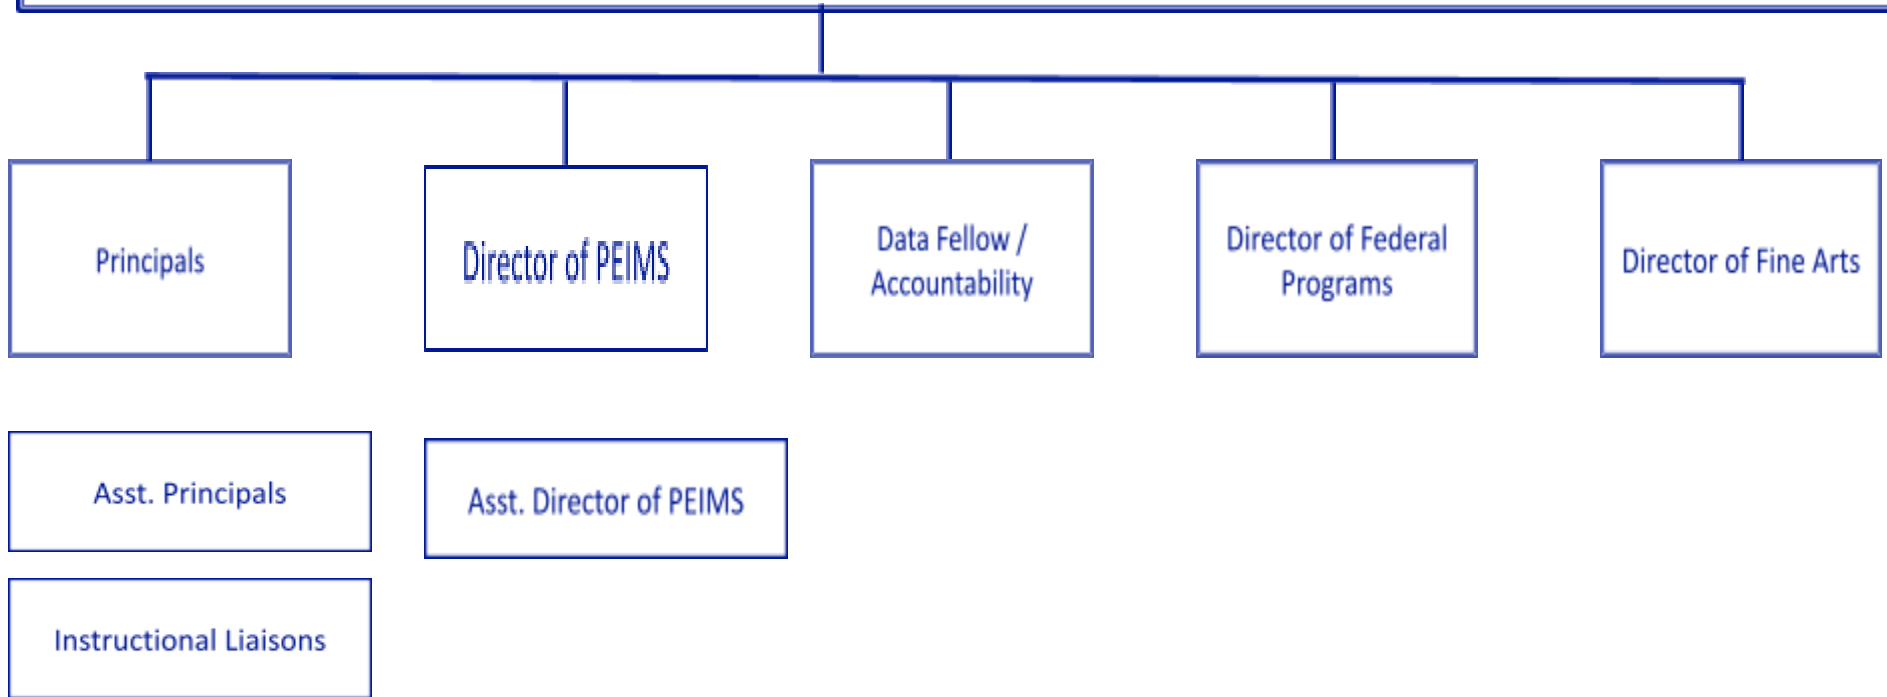 Principals
Director of PEIMS
Data Fellow /
Accountability
Director of Federal
Programs
Director of Fine Arts
Asst. Principals
Asst. Director of PEIMS
Instructional Liaisons